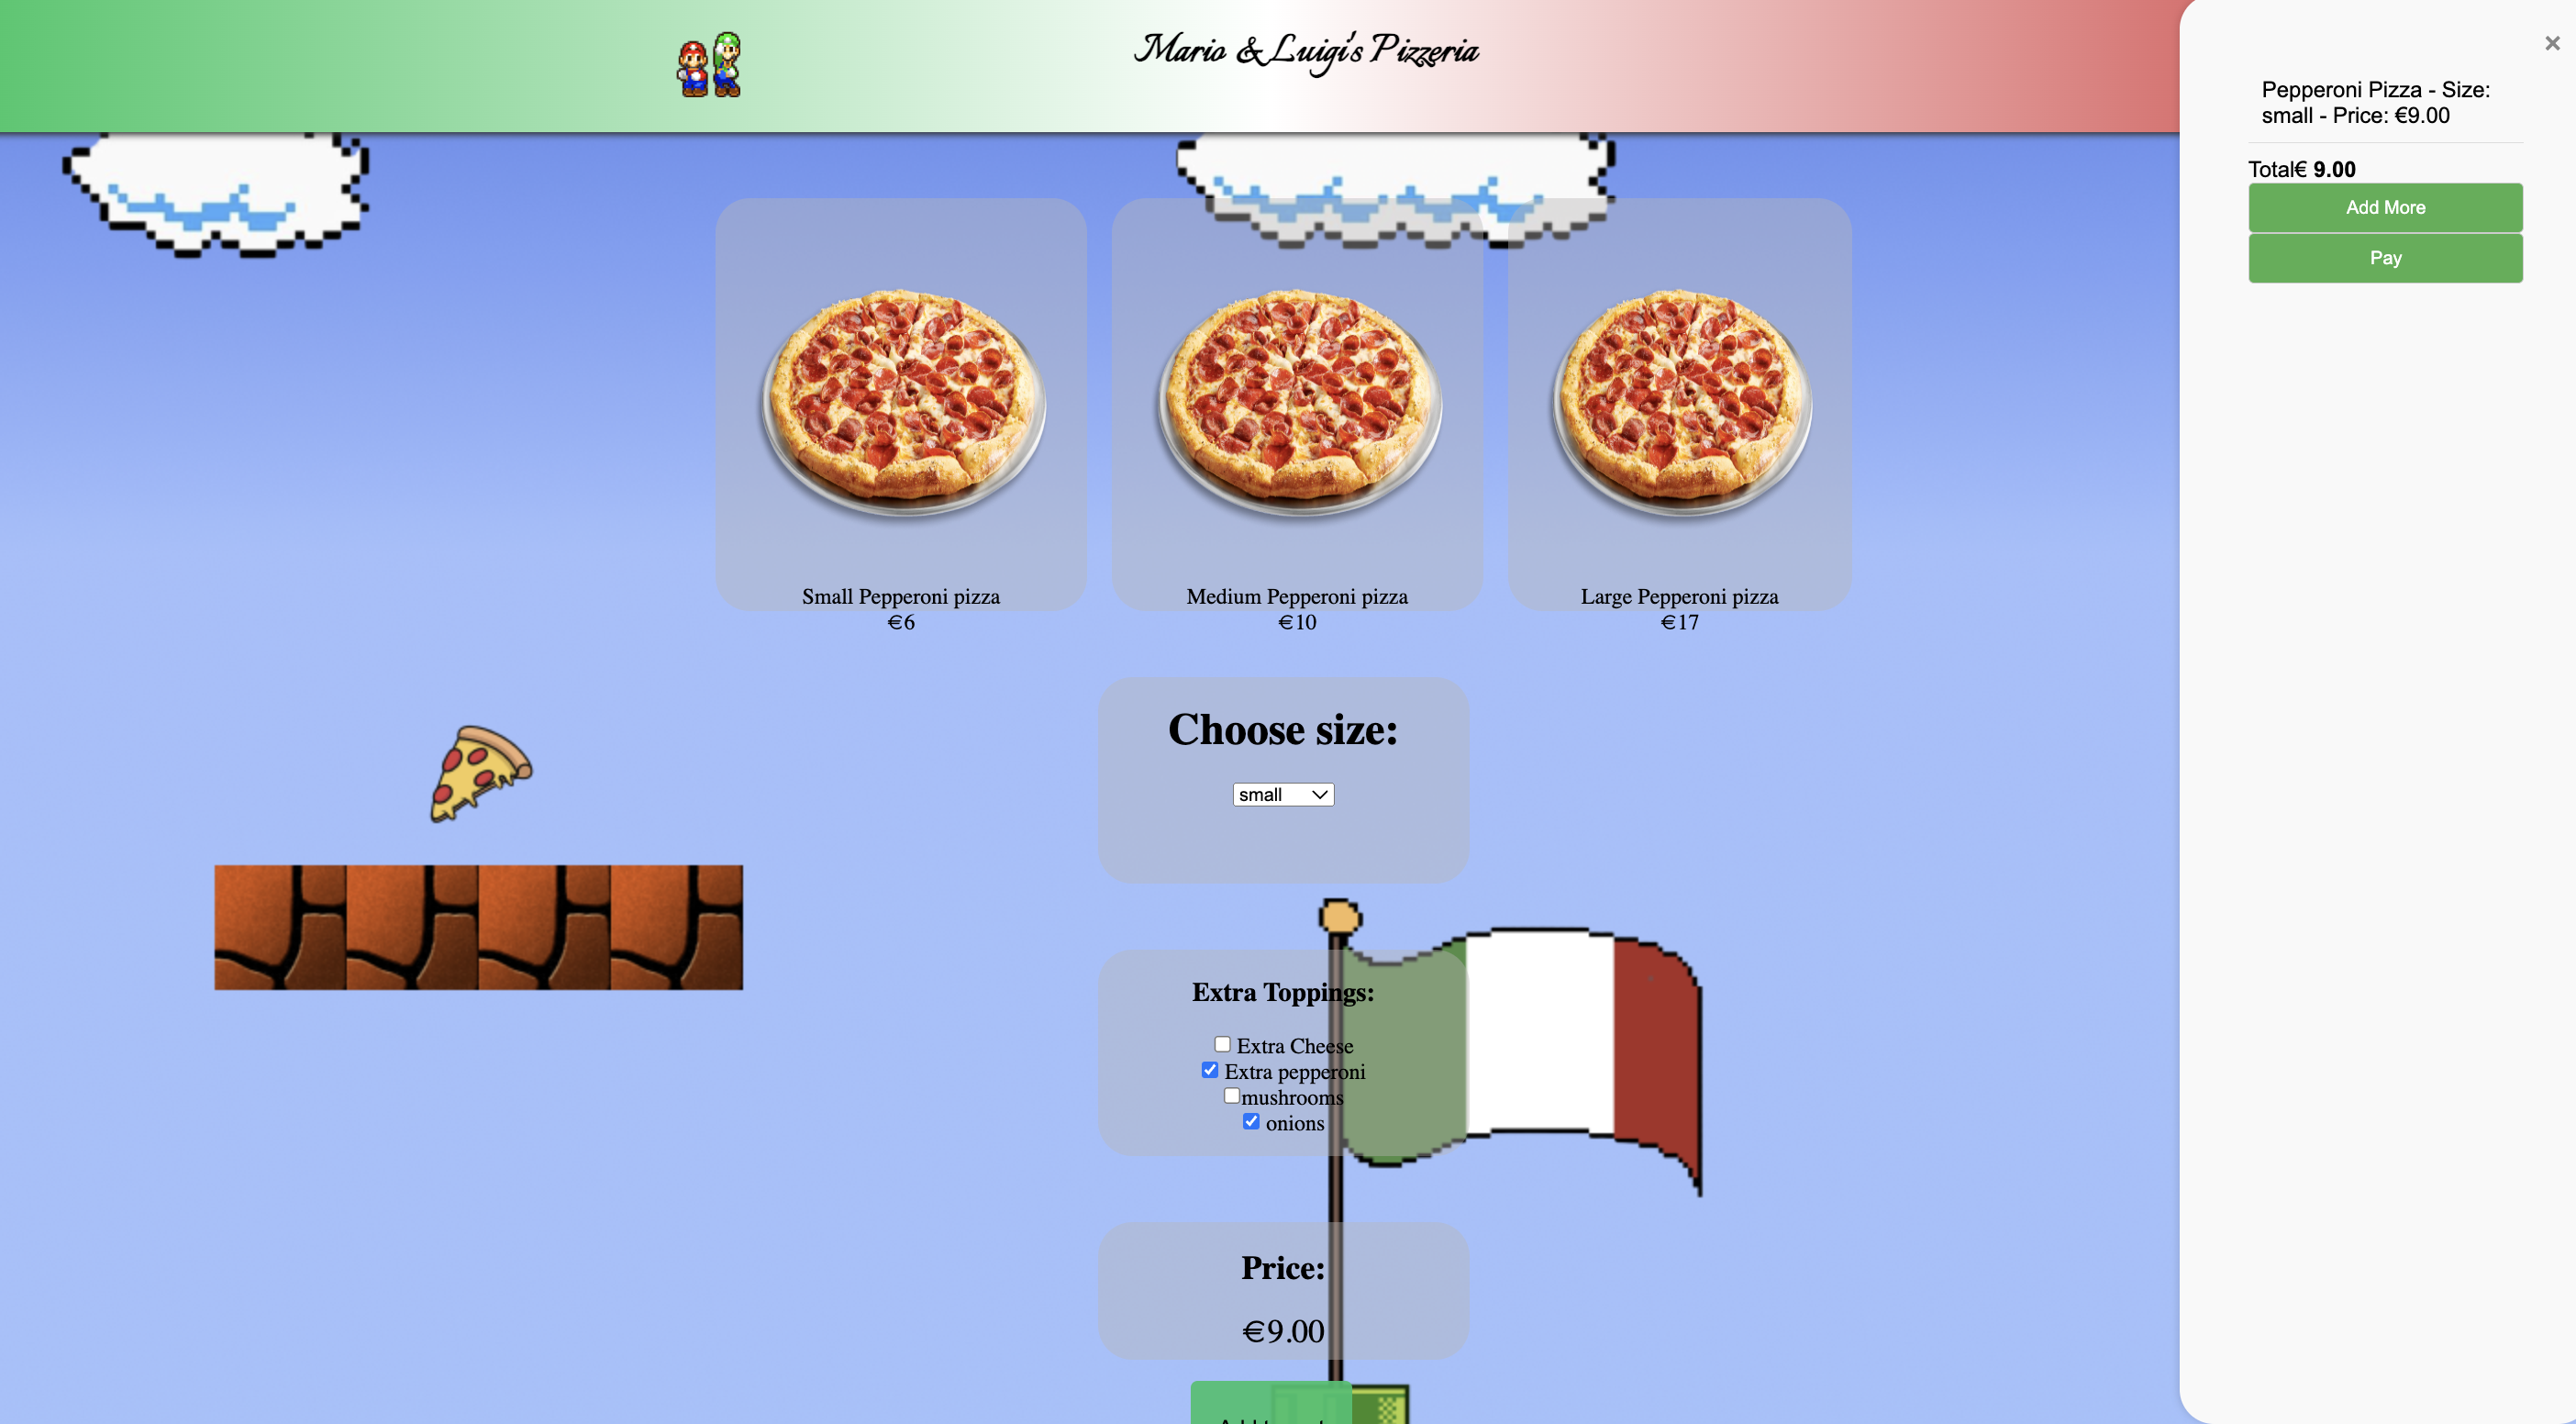 Mario & Luigi's Pizzeria
Small Pepperoni pizza
€6
Medium Pepperoni pizza
€10
Large Pepperoni pizza
€17
Choose size:
small
Extra Toppings:
Extra Cheese
Extra pepperoni
mushrooms
onions
Price:
€9.00
×
Pepperoni Pizza - Size:
small - Price: €9.00
Total€ 9.00
Add More
Pay